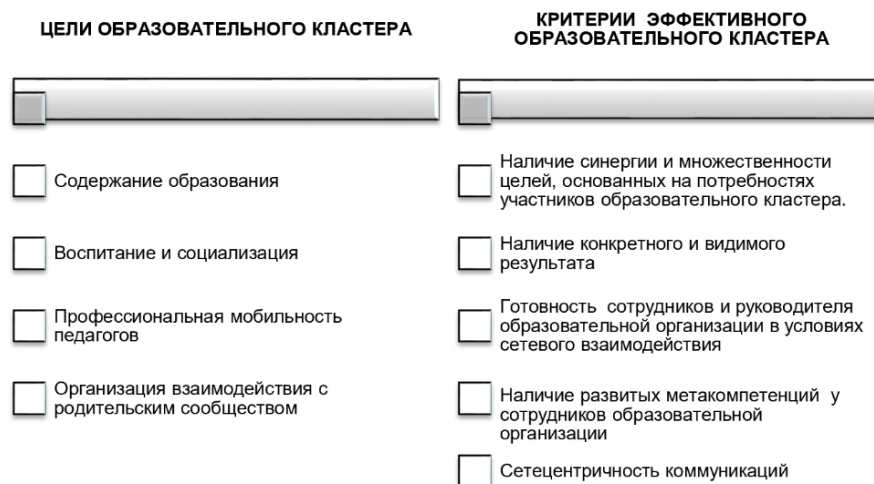 ЦЕЛИ ОБРАЗОВАТЕЛЬНОГО КЛАСТЕРА
Содержание образования
Воспитание и социализация
Профессиональная мобильность
педагогов
Организация взаимодействия с
родительским сообществом
КРИТЕРИИ ЭФФЕКТИВНОГО
ОБРАЗОВАТЕЛЬНОГО КЛАСТЕРА
Наличие синергии и множественности
целей, основанных на потребностях
участников образовательного кластера.
Наличие конкретного и видимого
результата
Готовность сотрудников и руководителя
образовательной организации в условиях
сетевого взаимодействия
Наличие развитых метакомпетенций у
сотрудников образовательной
организации
Сетецентричность коммуникаций